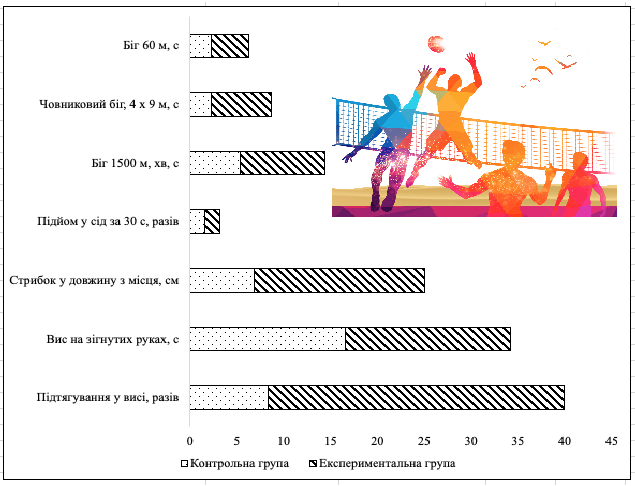 Біг 60 м, с
Човниковий біг, 4 х 9 м, с
Біг 1500 м, хв, с
Підйом у сід за 30 с, разів
Стрибок у довжину з місця, см
Вис на зігнутих руках, с
Підтягування у висі, разів
0 5 10 15 20 25 30 35 40 45
Контрольна група Експериментальна група